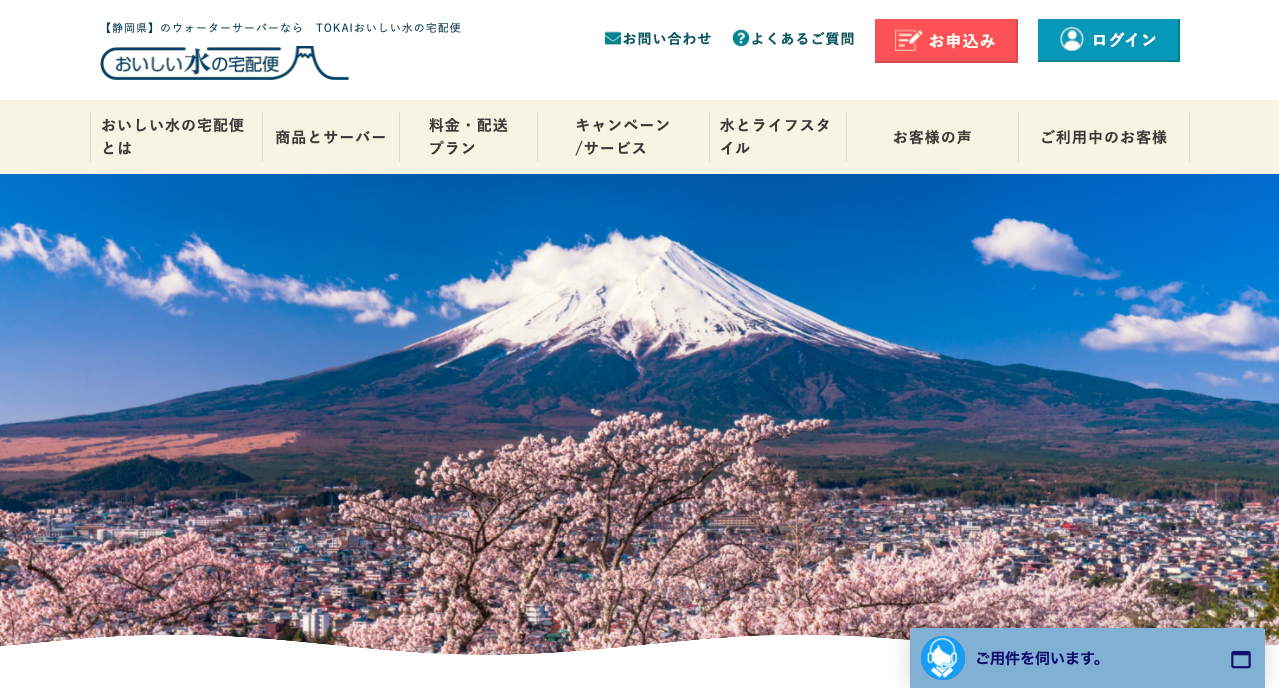 【静岡県】のウォーターサーバーなら　TOKAIおいしい水の宅配便
おいしい水の宅配便
お問い合わせ
よくあるご質問
お申込み
ログイン
おいしい水の宅配便
とは
商品とサーバー
料金・配送
プラン
キャンペーン
/サービス
水とライフスタ
イル
お客様の声
ご利用中のお客様
ご用件を伺います。